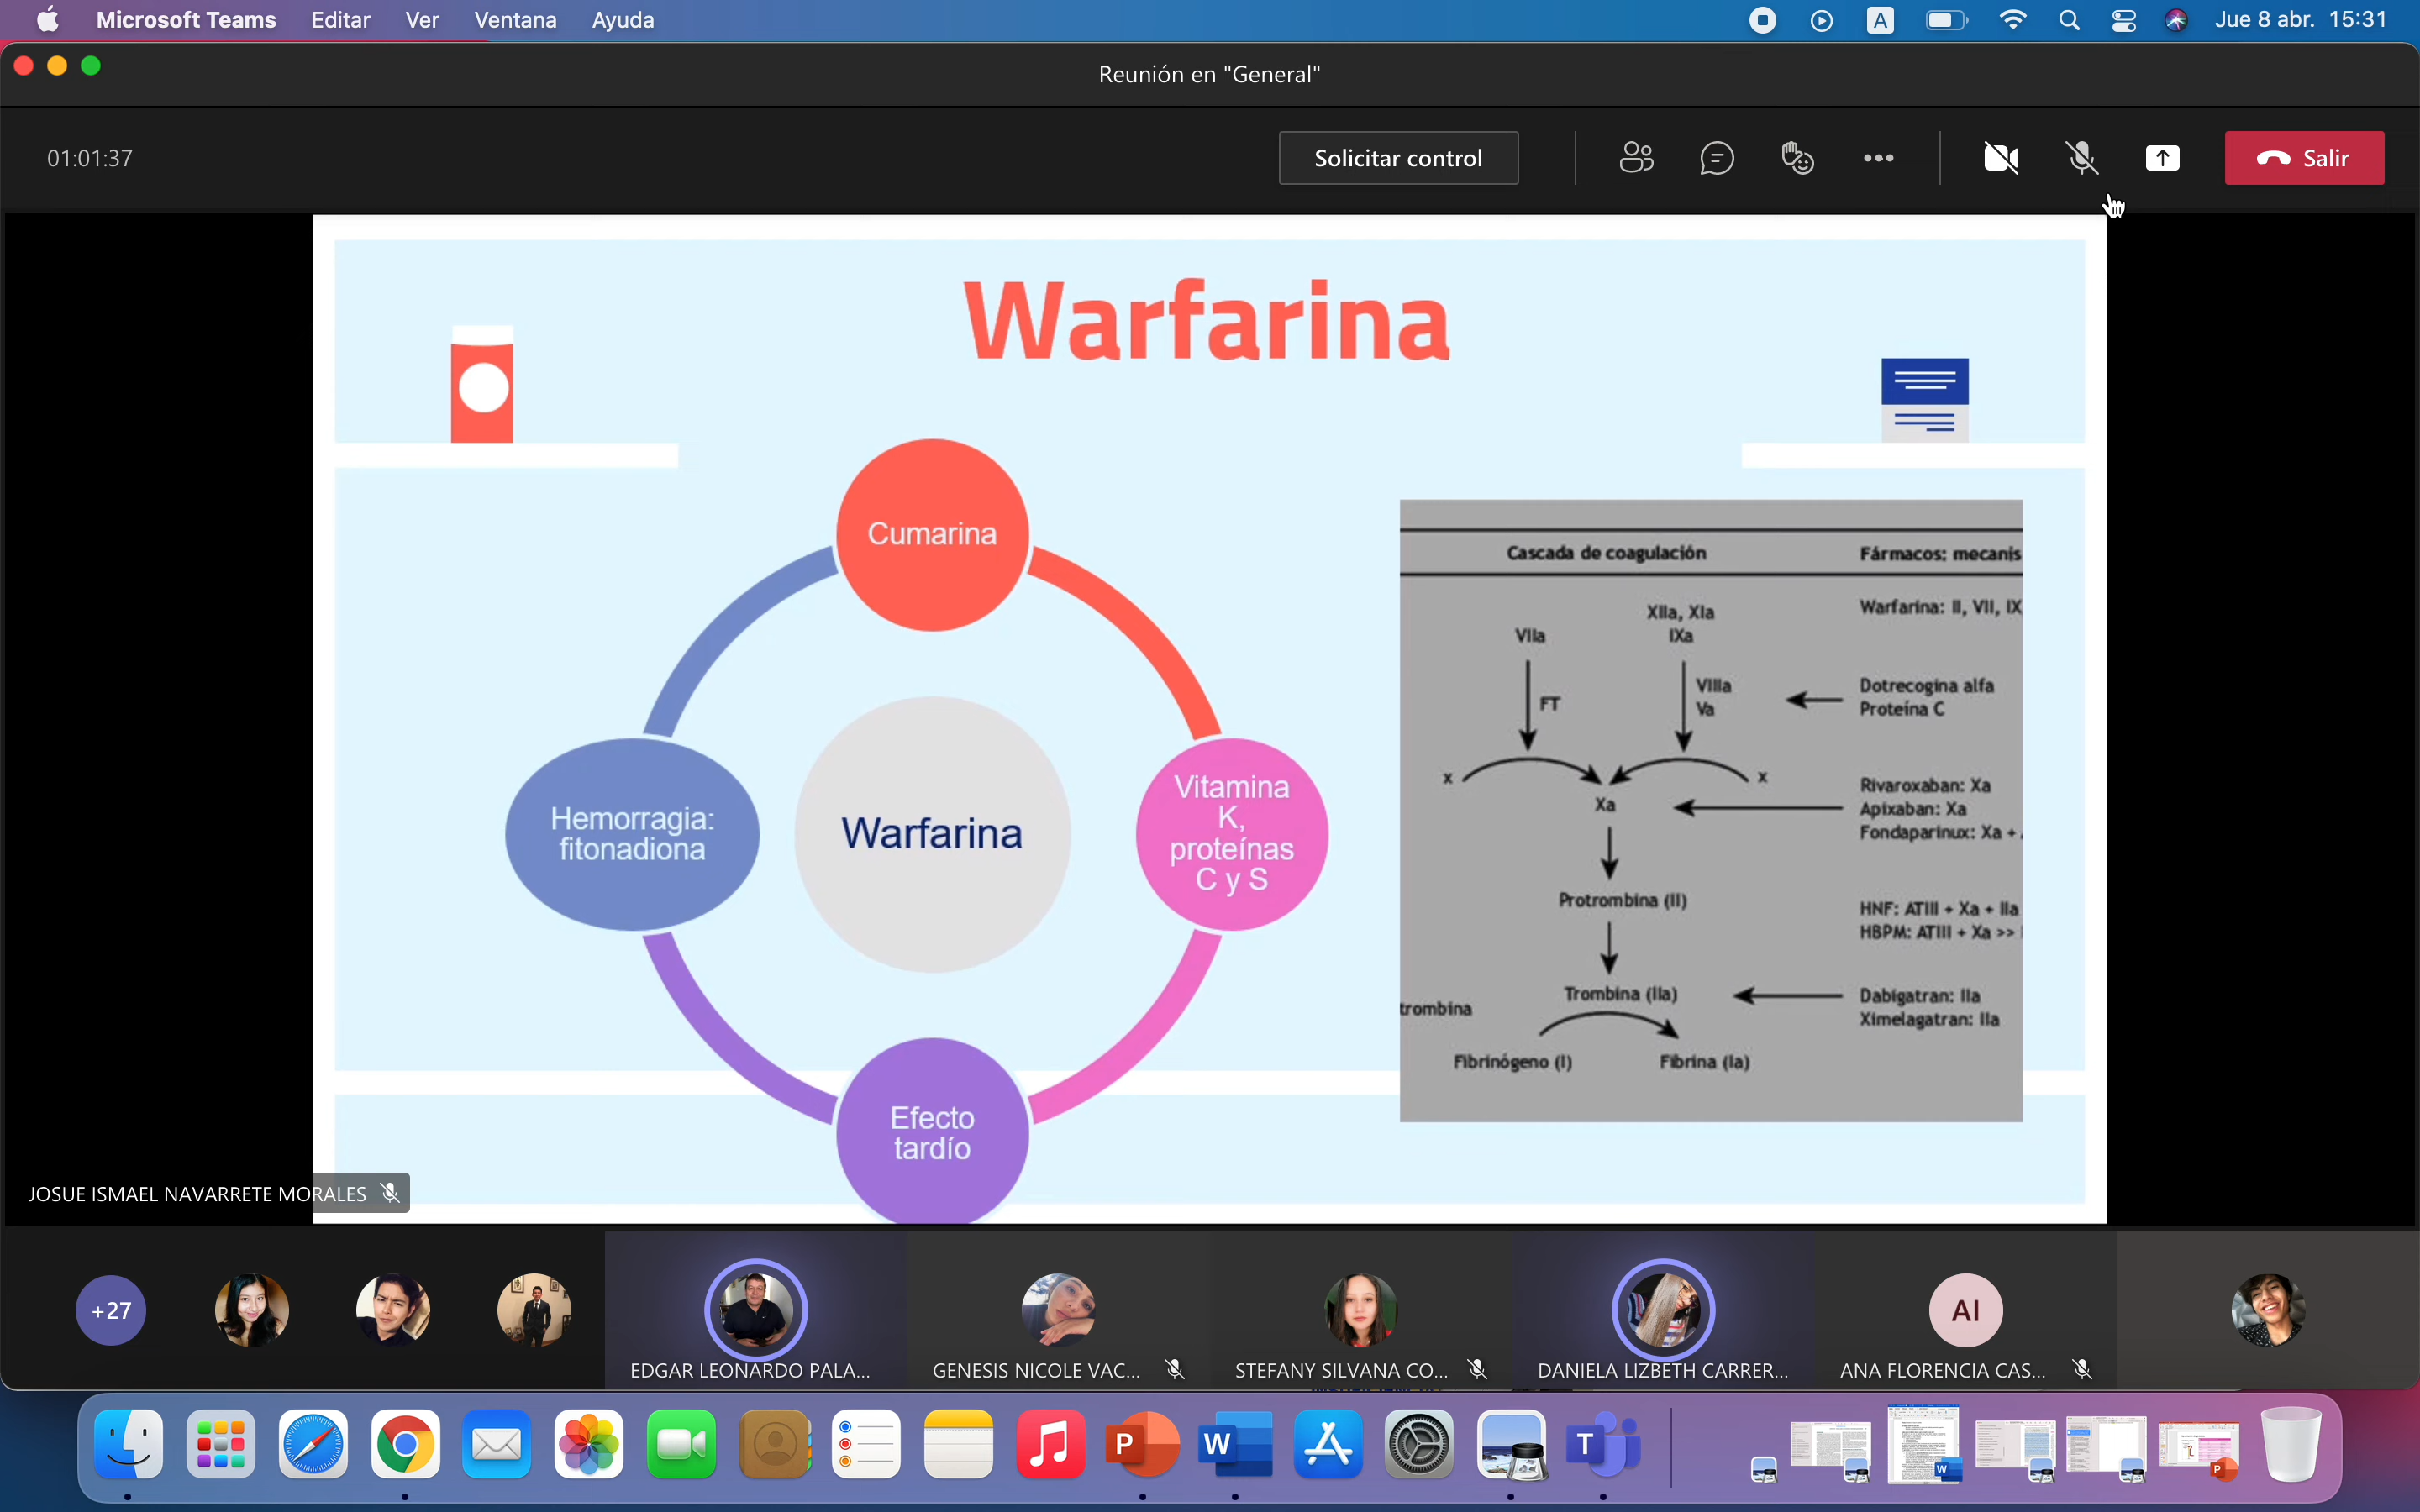 Microsoft Teams Editar Ver Ventana Ayuda
A
Jue 8 abr. 15:31
Reunión en "General"
01:01:37
Solicitar control
Salir
Warfarina
Cumarina
Vitamina
K,
proteínas
C y S
Efecto
tardío
Hemorragia:
fitonadiona
Warfarina
Cascada de coagulación
Fármacos: mecanis
Warfarina: II, VII, IX
XIIa, XIa
IXa
VIIa
FT
VIIIa
Va
Dotrecogina alfa
Proteína C
x
x
Xa
Rivaroxaban: Xa
Apixaban: Xa
Fondaparinux: Xa +
Protrombina (II)
HNF: ATIII + Xa + IIa
HBPM: ATIII + Xa >>
Trombina (IIa)
trombina
Dabigatran: IIa
Ximelagatran: IIa
Fibrinógeno (I)
Fibrina (Ia)
JOSUE ISMAEL NAVARRETE MORALES
+27
AI
EDGAR LEONARDO PALA...
GENESIS NICOLE VAC...
STEFANY SILVANA CO...
DANIELA LIZBETH CARRER...
ANA FLORENCIA CAS...
P
W
T
W
P